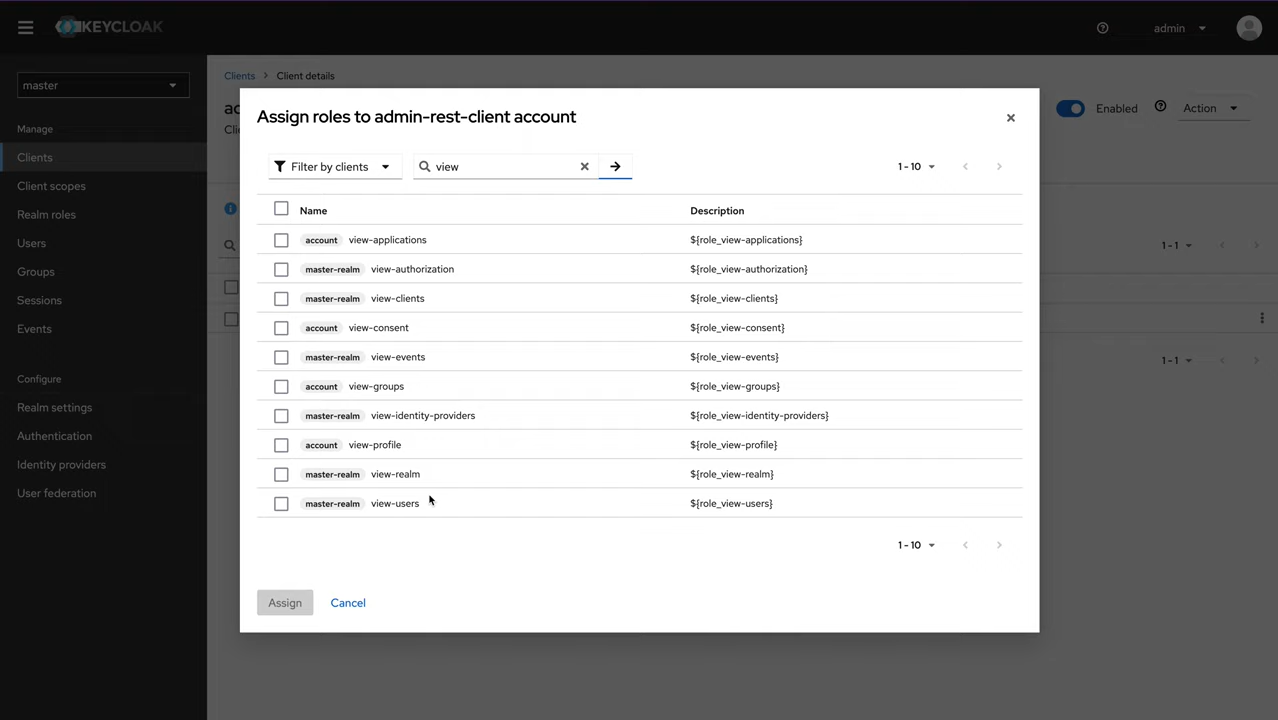 KEYCLOAK
admin
master
Manage
Clients
Client scopes
Realm roles
Users
Groups
Sessions
Events
Configure
Realm settings
Authentication
Identity providers
User federation
Clients > Client details
Enabled
Action
1-1
1-1
Assign roles to admin-rest-client account
Filter by clients
view
1-10
Name Description
account view-applications ${role_view-applications}
master-realm view-authorization ${role_view-authorization}
master-realm view-clients ${role_view-clients}
account view-consent ${role_view-consent}
master-realm view-events ${role_view-events}
account view-groups ${role_view-groups}
master-realm view-identity-providers ${role_view-identity-providers}
account view-profile ${role_view-profile}
master-realm view-realm ${role_view-realm}
master-realm view-users ${role_view-users}
1-10
Assign Cancel